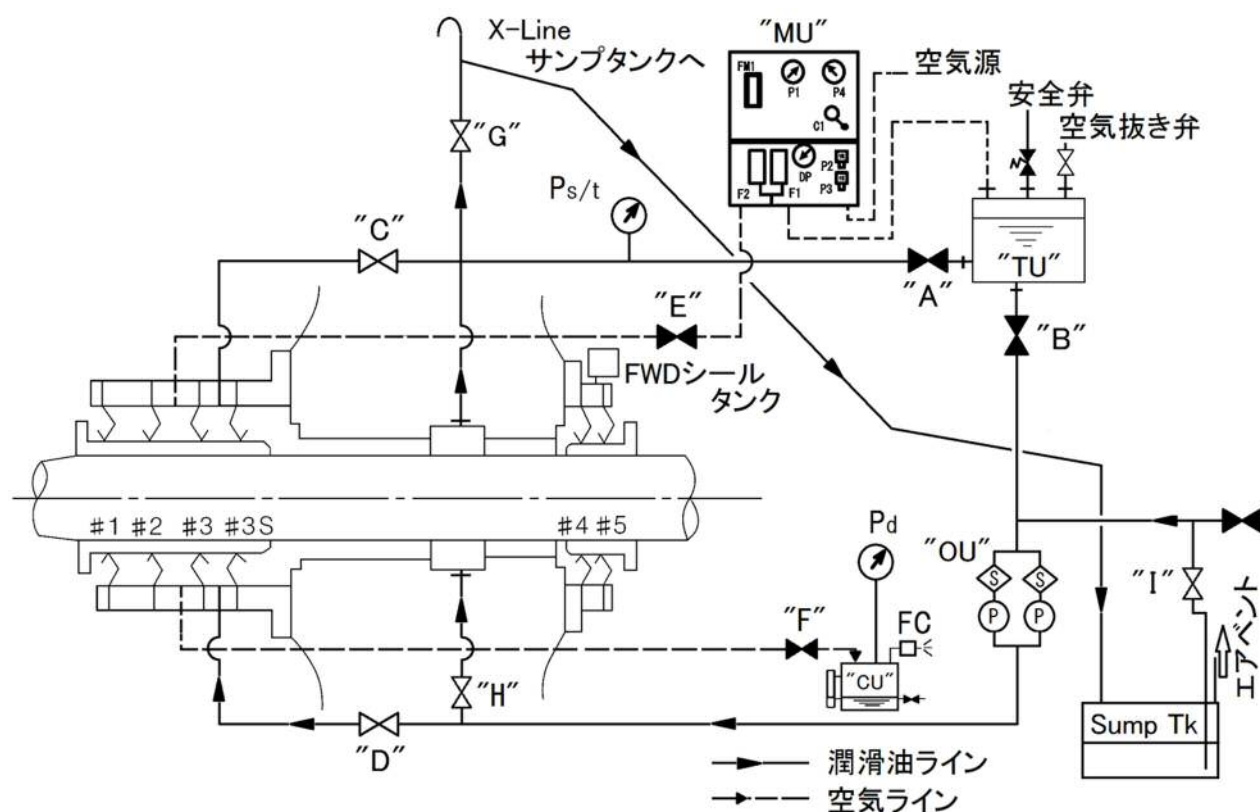 X-Line
サンプタンクへ
"MU"
空気源
安全弁
空気抜き弁
FM1
P1
P4
C1
"G"
Ps/t
DP
P2
P3
F2
F1
"C"
"TU"
"A"
"E"
"B"
FWDシール
タンク
#1 #2 #3 #3S
#4 #5
Pd
"OU"
S S
P P
"I"
エアベント
"F"
FC
"CU"
"H"
"D"
Sump Tk
潤滑油ライン
空気ライン